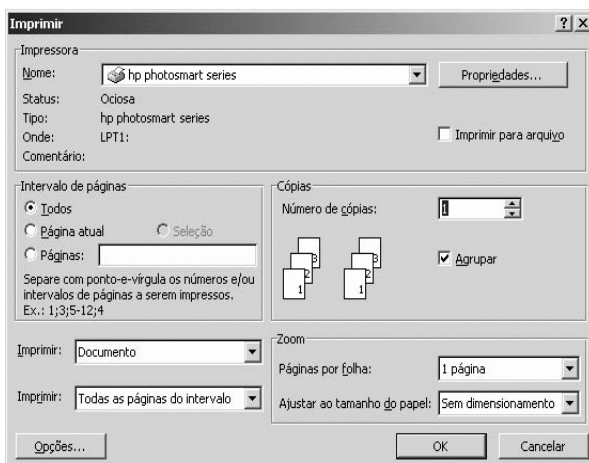 Imprimir
Impressora
Nome: hp photosmart series Propriedades...
Status: Ociosa
Tipo: hp photosmart series
Onde: LPT1: Imprimir para arquivo
Comentário:
Intervalo de páginas
Todos
Página atual Seleção
Páginas:
Separe com ponto-e-vírgula os números e/ou
intervalos de páginas a serem impressos.
Ex.: 1;3;5-12;4
Cópias
Número de cópias: 1
3 3
2 2
1 1
Agrupar
Imprimir: Documento
Imprimir: Todas as páginas do intervalo
Zoom
Páginas por folha: 1 página
Ajustar ao tamanho do papel: Sem dimensionamento
Opções... OK Cancelar